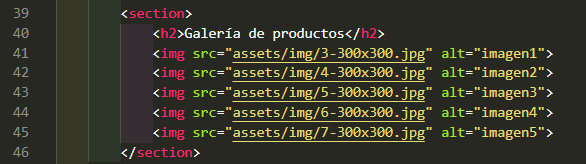 39 <section>
40 <h2>Galería de productos</h2>
41 <img src="assets/img/3-300x300.jpg" alt="imagen1">
42 <img src="assets/img/4-300x300.jpg" alt="imagen2">
43 <img src="assets/img/5-300x300.jpg" alt="imagen3">
44 <img src="assets/img/6-300x300.jpg" alt="imagen4">
45 <img src="assets/img/7-300x300.jpg" alt="imagen5">
46 </section>